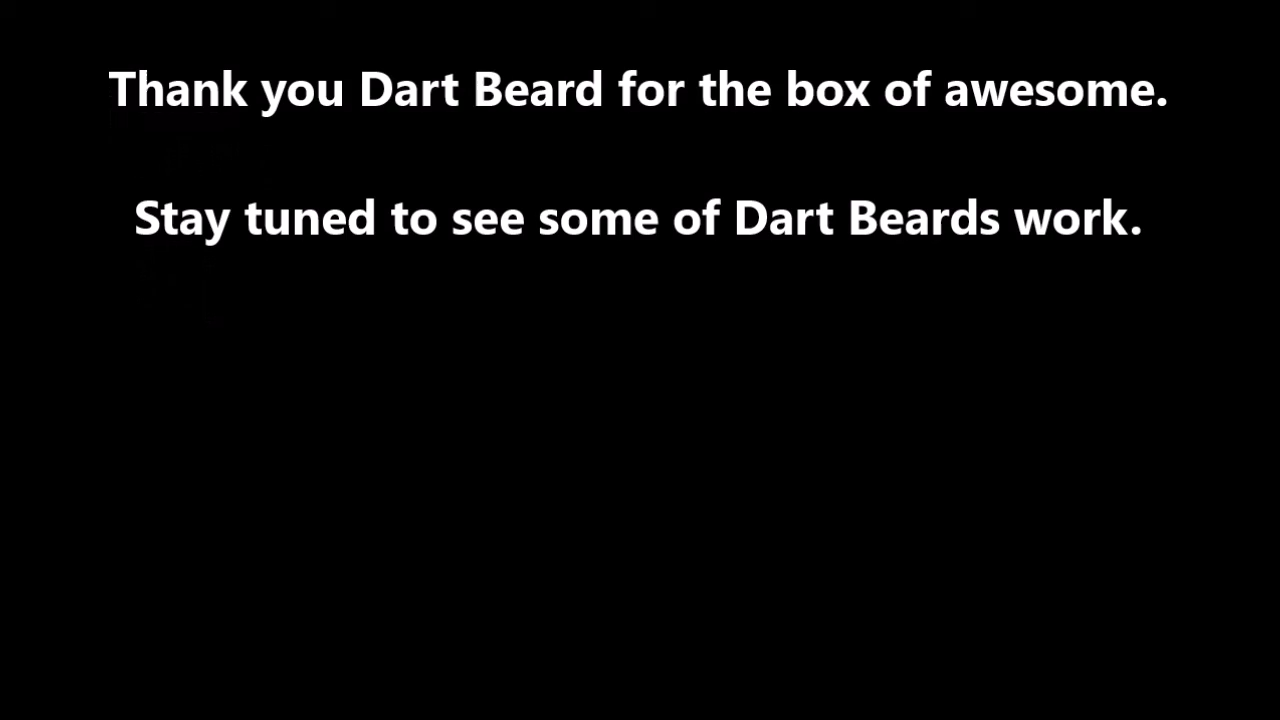 Thank you Dart Beard for the box of awesome.
Stay tuned to see some of Dart Beards work.